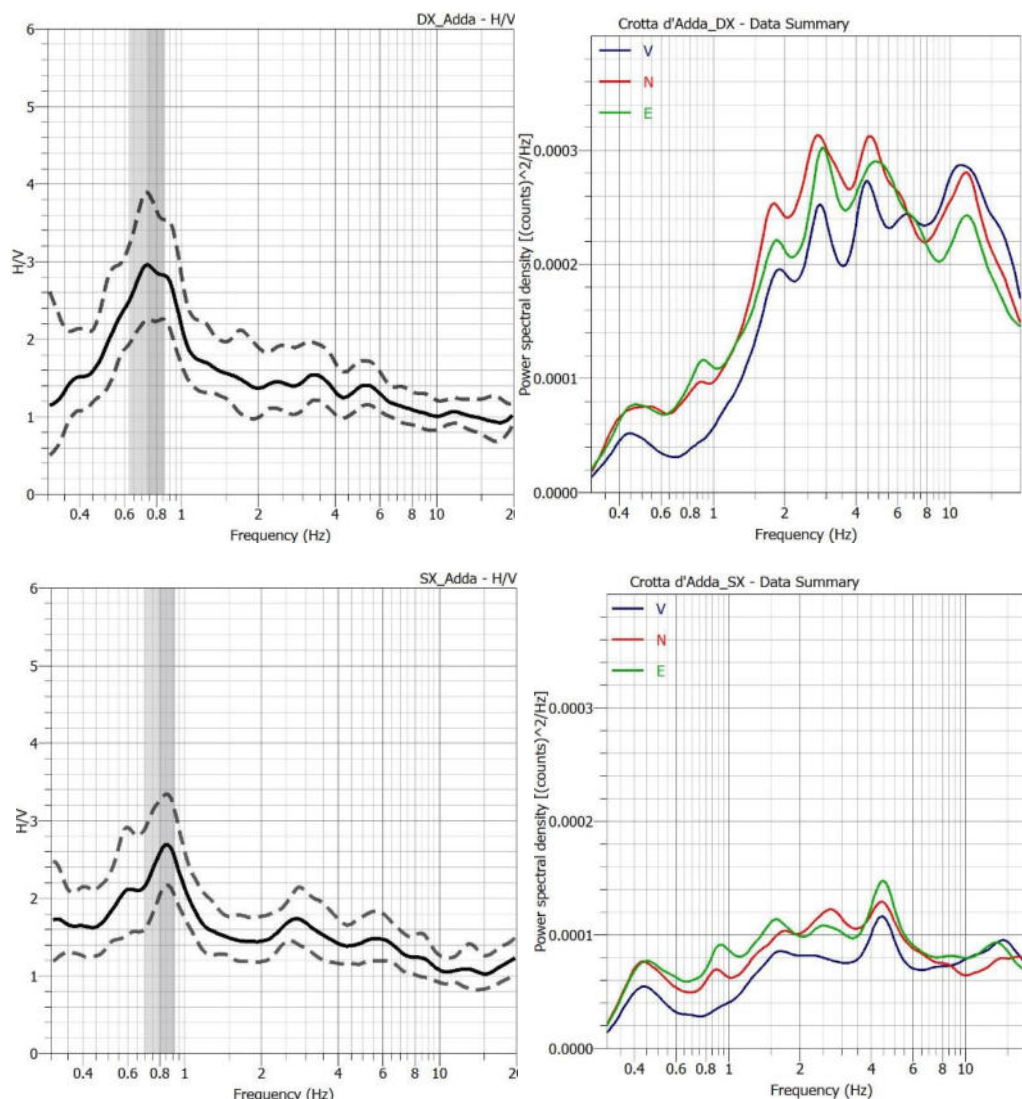 DX_Adda - H/V
6
5
4
3
2
1
0
H/V
0.4 0.6 0.8 1 2 4 6 8 10 20
Frequency (Hz)
Crotta d'Adda_DX - Data Summary
V
N
E
0.0003
0.0002
0.0001
0.0000
Power spectral density [(counts)^2/Hz]
0.4 0.6 0.8 1 2 4 6 8 10
Frequency (Hz)
SX_Adda - H/V
6
5
4
3
2
1
0
H/V
0.4 0.6 0.8 1 2 4 6 8 10 20
Frequency (Hz)
Crotta d'Adda_SX - Data Summary
V
N
E
0.0003
0.0002
0.0001
0.0000
Power spectral density [(counts)^2/Hz]
0.4 0.6 0.8 1 2 4 6 8 10
Frequency (Hz)